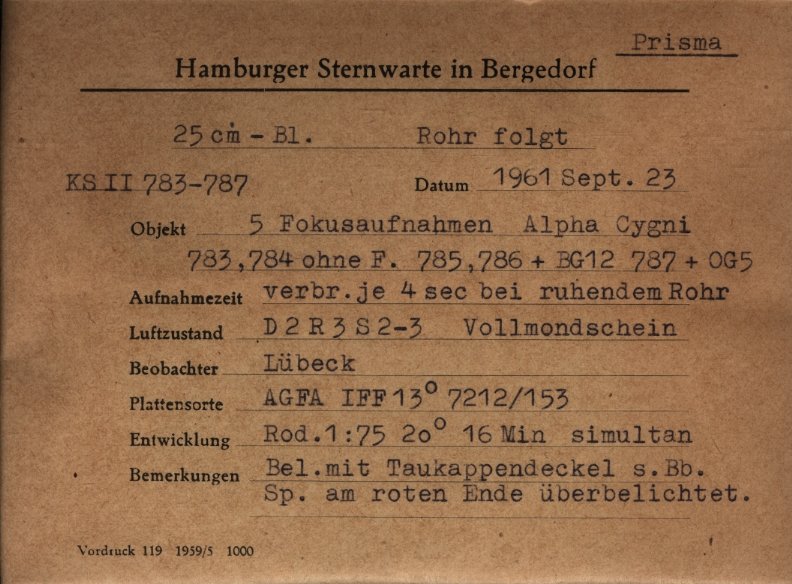 Prisma
Hamburger Sternwarte in Bergedorf
25 cm - Bl. Rohr folgt
KS II 783-787 Datum 1961 Sept. 23
Objekt 5 Fokusaufnahmen Alpha Cygni
783,784 ohne F. 785,786 + BG12 787 + OG5
Aufnahmezeit verbr.je 4 sec bei ruhendem Rohr
Luftzustand D 2 R 3 S 2-3 Vollmondschein
Beobachter Lübeck
Plattensorte AGFA IFF 13° 7212/153
Entwicklung Rod.1:75 20° 16 Min simultan
Bemerkungen Bel.mit Taukappendeckel s.Bb.
Sp. am roten Ende überbelichtet.
Vordruck 119 1959/5 1000